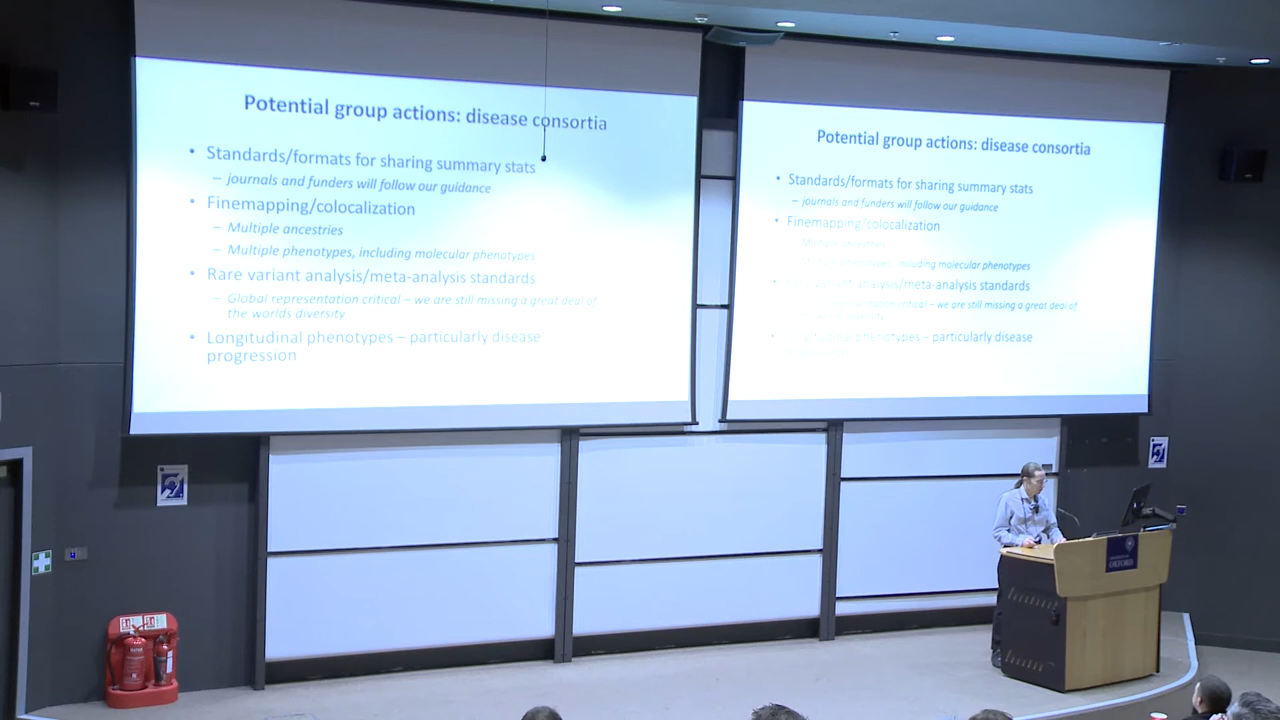 Potential group actions: disease consortia
• Standards/formats for sharing summary stats
– journals and funders will follow our guidance
• Finemapping/colocalization
– Multiple ancestries
– Multiple phenotypes, including molecular phenotypes
• Rare variant analysis/meta-analysis standards
– Global representation critical – we are still missing a great deal of
the worlds diversity
• Longitudinal phenotypes – particularly disease
progression
Potential group actions: disease consortia
• Standards/formats for sharing summary stats
– journals and funders will follow our guidance
• Finemapping/colocalization
Multiple ancestries
phenotypes, including molecular phenotypes
variant analysis/meta-analysis standards
critical – we are still missing a great deal of
phenotypes – particularly disease
OXFORD